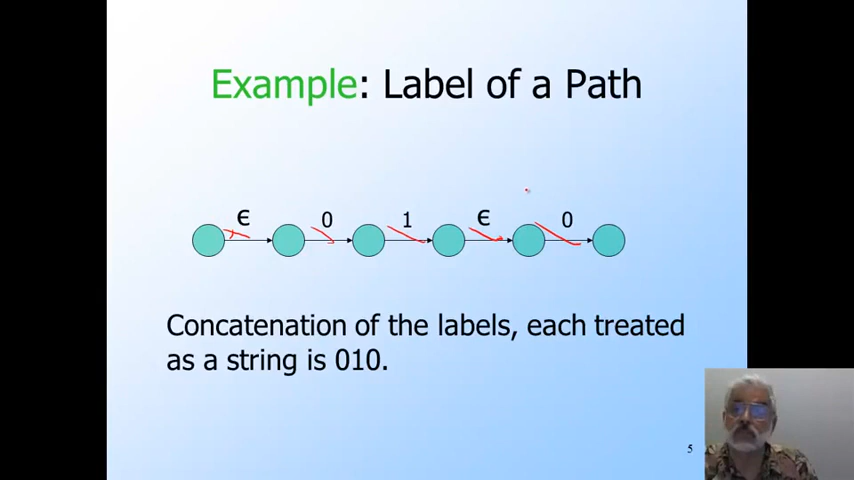 Example: Label of a Path
ϵ 0 1 ϵ 0
Concatenation of the labels, each treated
as a string is 010.
5